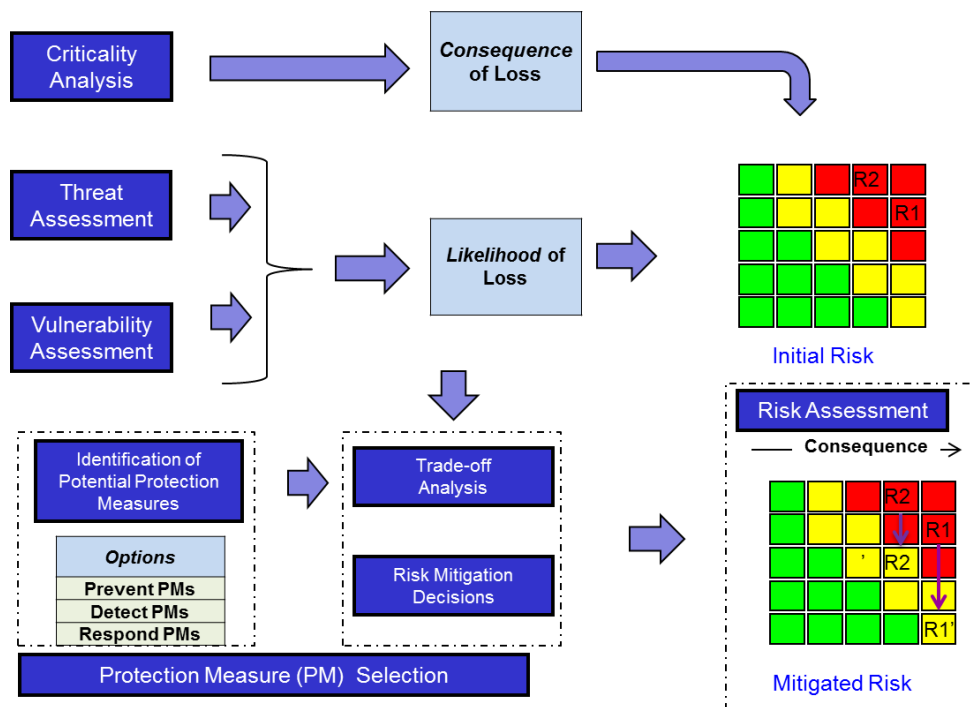 Criticality
Analysis
Consequence
of Loss
Threat
Assessment
Vulnerability
Assessment
Likelihood of
Loss
R2
R1
Initial Risk
Identification of
Potential Protection
Measures
Options
Prevent PMs
Detect PMs
Respond PMs
Trade-off
Analysis
Risk Mitigation
Decisions
Protection Measure (PM) Selection
Risk Assessment
Consequence
R2
R1
' R2
R1'
Mitigated Risk